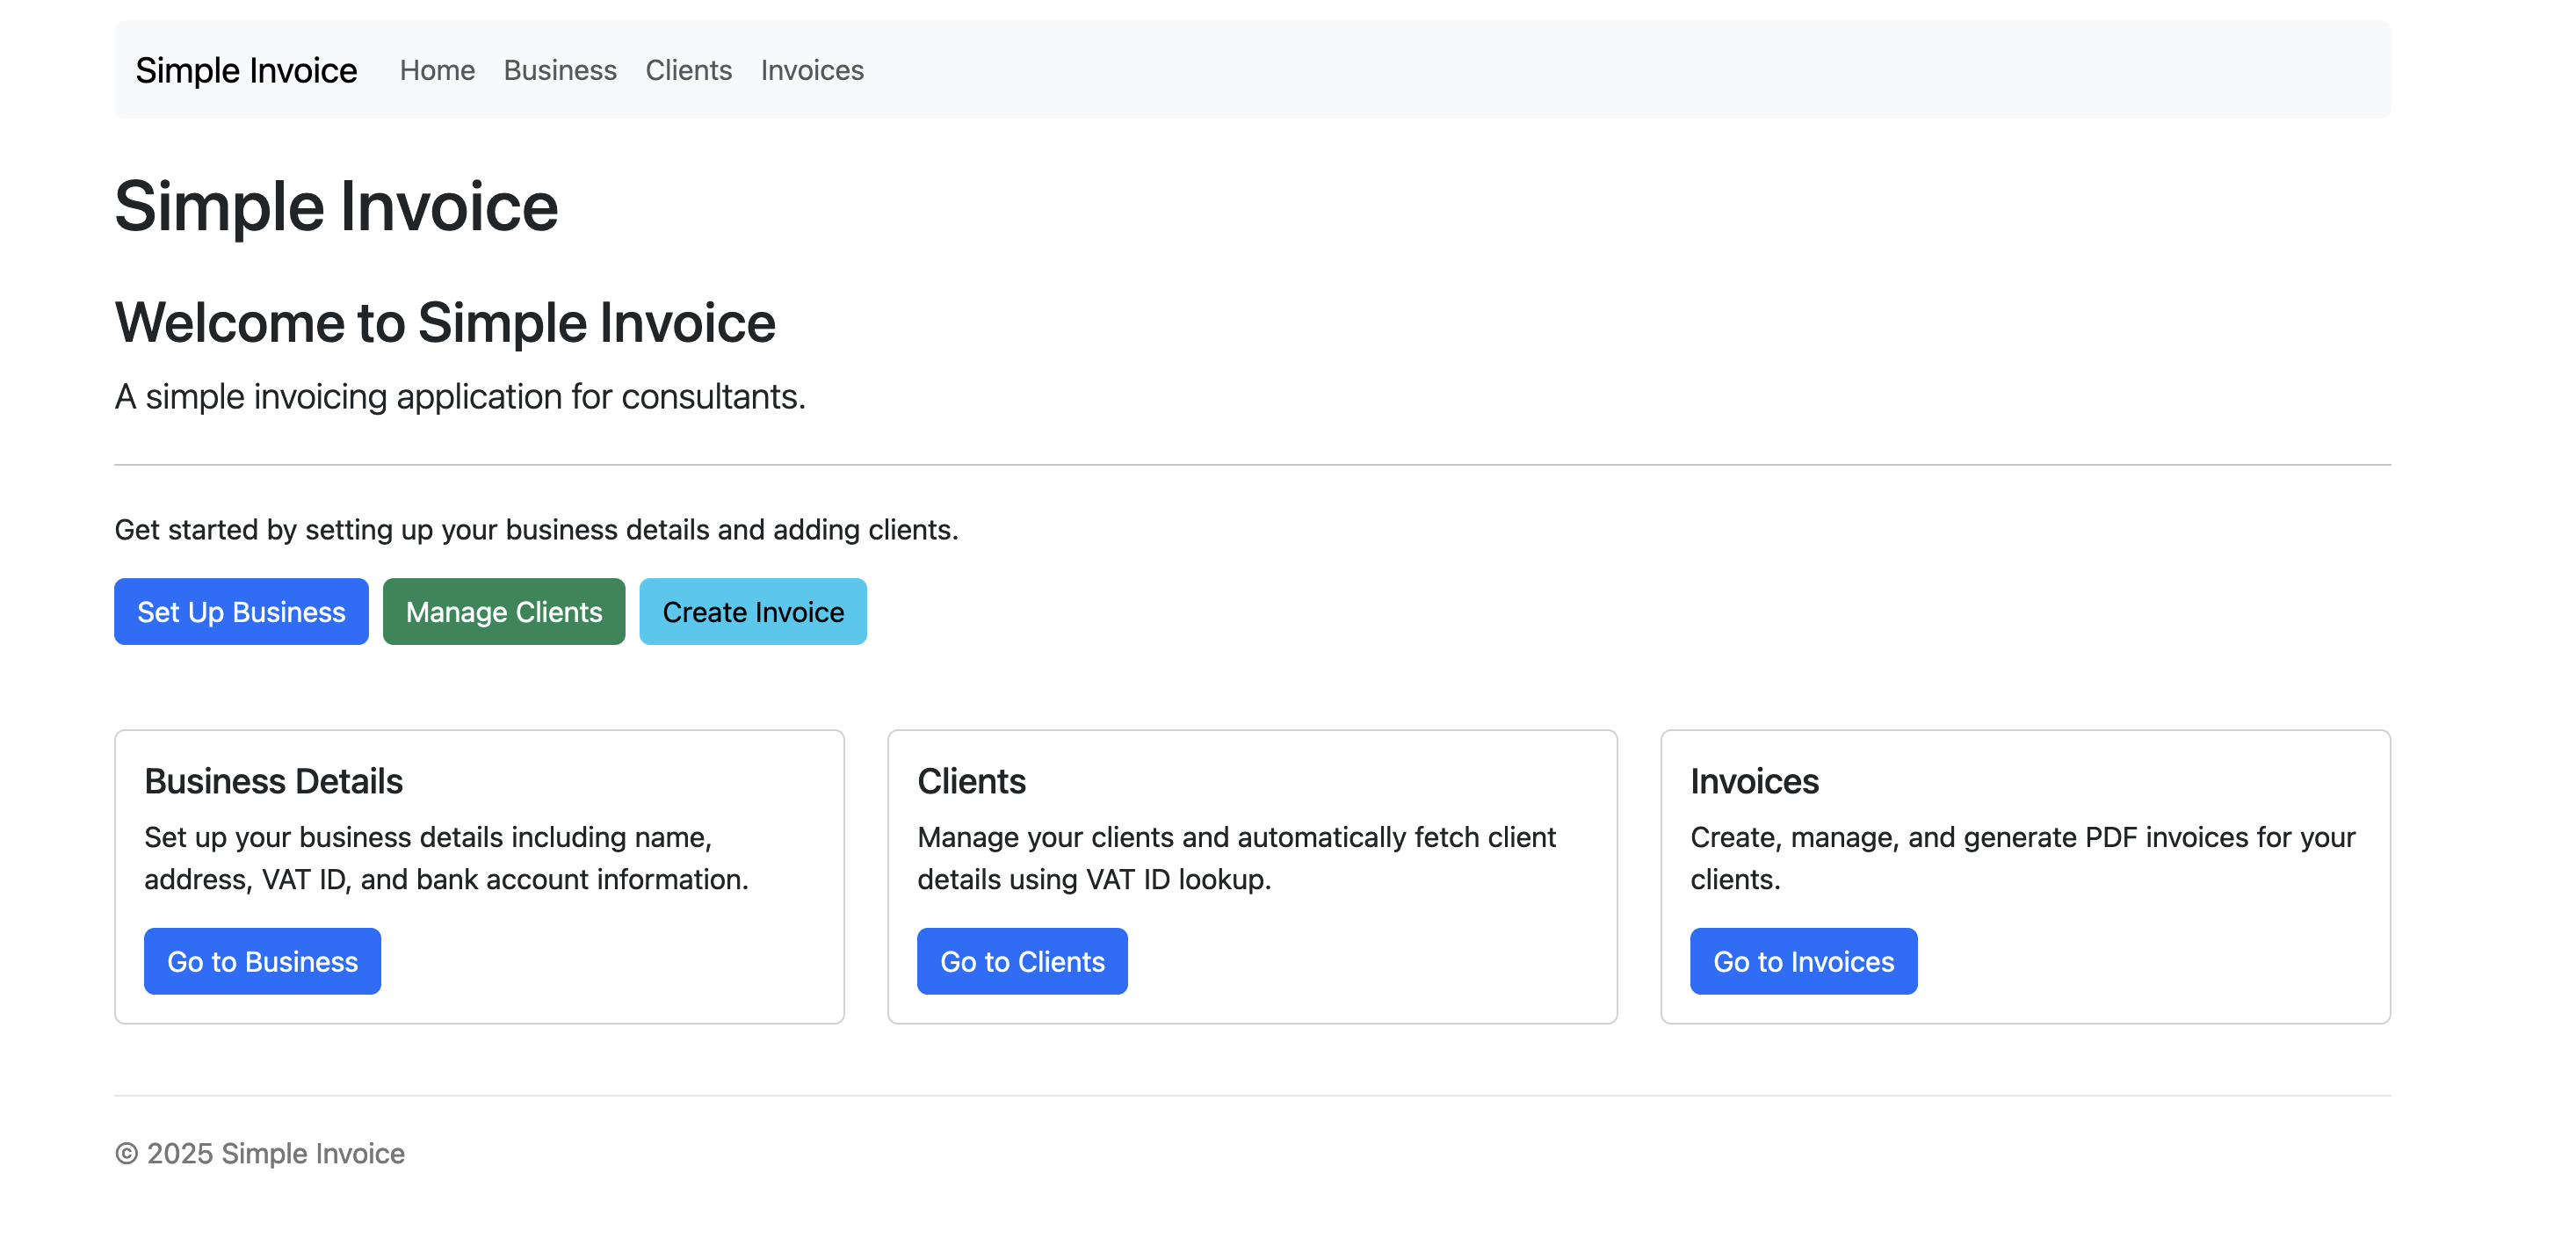 Simple Invoice Home Business Clients Invoices
Simple Invoice
Welcome to Simple Invoice
A simple invoicing application for consultants.
Get started by setting up your business details and adding clients.
Set Up Business Manage Clients Create Invoice
Business Details
Set up your business details including name,
address, VAT ID, and bank account information.
Go to Business
Clients
Manage your clients and automatically fetch client
details using VAT ID lookup.
Go to Clients
Invoices
Create, manage, and generate PDF invoices for your
clients.
Go to Invoices
© 2025 Simple Invoice